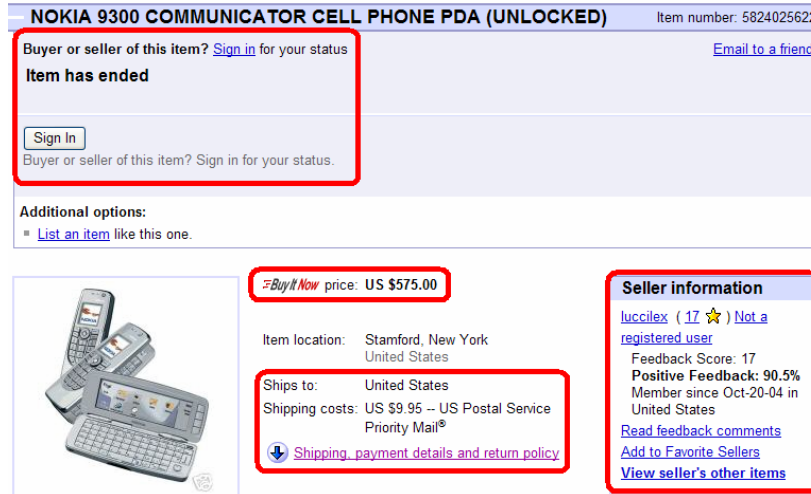 NOKIA 9300 COMMUNICATOR CELL PHONE PDA (UNLOCKED) Item number: 5824025622
Buyer or seller of this item? Sign in for your status Email to a friend
Item has ended
Sign In
Buyer or seller of this item? Sign in for your status.
Additional options:
List an item like this one.
Buy It Now price: US $575.00
Item location: Stamford, New York
United States
Ships to: United States
Shipping costs: US $9.95 -- US Postal Service
Priority Mail®
Shipping, payment details and return policy
Seller information
luccilex ( 17 ) Not a
registered user
Feedback Score: 17
Positive Feedback: 90.5%
Member since Oct-20-04 in
United States
Read feedback comments
Add to Favorite Sellers
View seller's other items